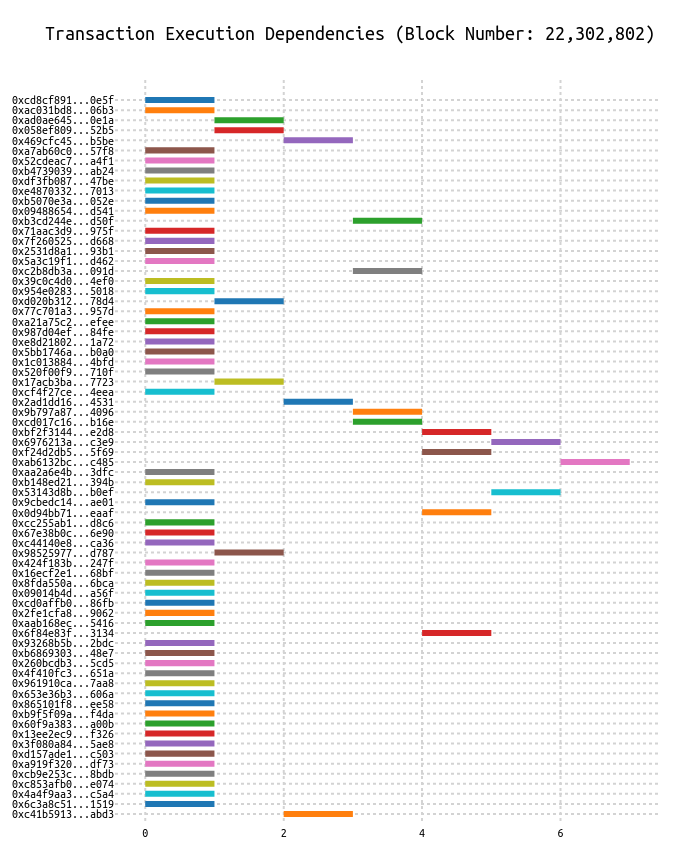 Transaction Execution Dependencies (Block Number: 22,302,802)
0xcd8cf891...0e5f
0xac031bd8...06b3
0xad0ae645...0e1a
0x058ef809...52b5
0x469cfc45...b5be
0xa7ab60c0...57f8
0x52cdeac7...a4f1
0xb4739039...ab24
0xdf3fb087...47be
0xe4870332...7013
0xb5070e3a...052e
0x09488654...d541
0xb3cd244e...d50f
0x71aac3d9...975f
0x7f260525...d668
0x2531d8a1...93b1
0x5a3c19f1...d462
0xc2b8db3a...091d
0x39c0c4d0...4ef0
0x954e0283...5018
0xd020b312...78d4
0x77c701a3...957d
0xa21a75c2...efee
0x987d04ef...84fe
0xe8d21802...1a72
0x5bb1746a...b0a0
0x1c013884...4bfd
0x520f00f9...710f
0x17acb3ba...7723
0xcf4f27ce...4eea
0x2ad1dd16...4531
0x9b797a87...4096
0xcd017c16...b16e
0xbf2f3144...e2d8
0x6976213a...c3e9
0xf24d2db5...5f69
0xab6132bc...c485
0xaa2a6e4b...3dfc
0xb148ed21...394b
0x53143d8b...b0ef
0x9cbedc14...ae01
0x0d94bb71...eaaf
0xcc255ab1...d8c6
0x67e38b0c...6e90
0xc44140e8...ca36
0x98525977...d787
0x424f183b...247f
0x16ecf2e1...68bf
0x8fda550a...6bca
0x09014b4d...a56f
0xcd0affb0...86fb
0x2fe1cfa8...9062
0xaab168ec...5416
0x6f84e83f...3134
0x93268b5b...2bdc
0xb6869303...48e7
0x260bcdb3...5cd5
0x4f410fc3...651a
0x961910ca...7aa8
0x653e36b3...606a
0x865101f8...ee58
0xb9f5f09a...f4da
0x60f9a383...a00b
0x13ee2ec9...f326
0x3f080a84...5ae8
0xd157ade1...c503
0xa919f320...df73
0xcb9e253c...8bdb
0xc853afb0...e074
0x4a4f9aa3...c5a4
0x6c3a8c51...1519
0xc41b5913...abd3
0 2 4 6